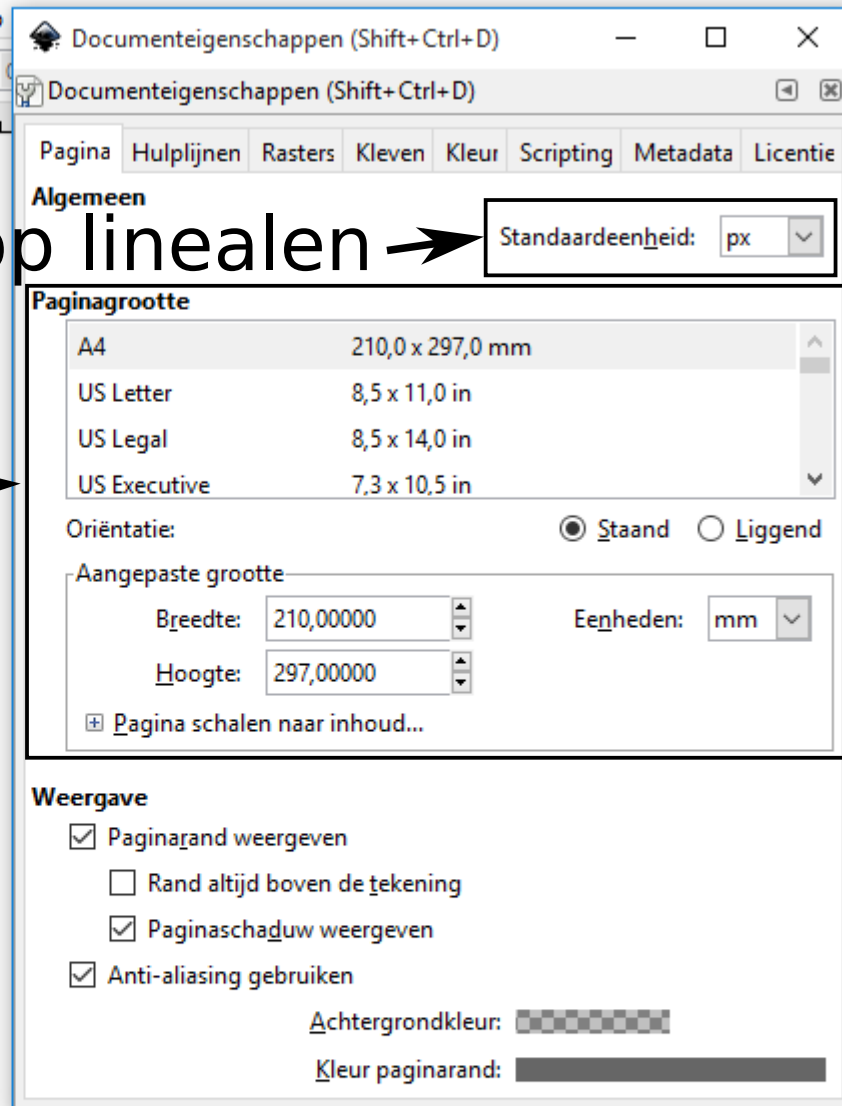 Documenteigenschappen (Shift+Ctrl+D)
Documenteigenschappen (Shift+Ctrl+D)
Pagina Hulplijnen Rasters Kleven Kleur Scripting Metadata Licentie
Algemeen
op linealen
Standaardeenheid: px
Paginagrootte
A4 210,0 x 297,0 mm
US Letter 8,5 x 11,0 in
US Legal 8,5 x 14,0 in
US Executive 7,3 x 10,5 in
Oriëntatie: Staand Liggend
Aangepaste grootte
Breedte: 210,00000 Eenheden: mm
Hoogte: 297,00000
Pagina schalen naar inhoud...
Weergave
Paginarand weergeven
Rand altijd boven de tekening
Paginaschaduw weergeven
Anti-aliasing gebruiken
Achtergrondkleur:
Kleur paginarand: